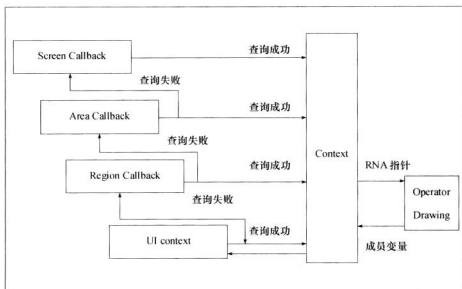 查询成功
Screen Callback
查询失败
查询成功
Area Callback
查询失败
查询成功
Context
RNA 指针
Region Callback
查询失败
Operator
Drawing
查询成功
UI context
成员变量